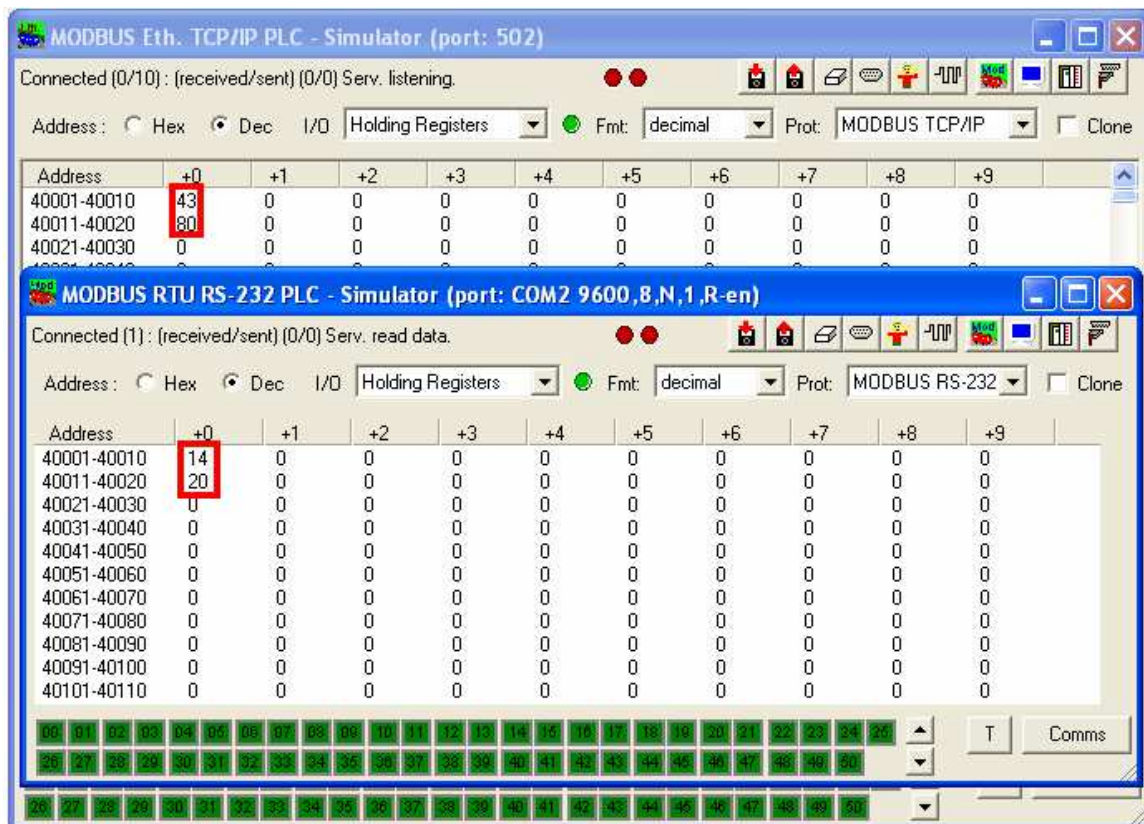 MODBUS Eth. TCP/IP PLC - Simulator (port: 502)
Connected (0/10) : (received/sent) (0/0) Serv. listening.
Address : Hex Dec I/O Holding Registers Fmt: decimal Prot: MODBUS TCP/IP Clone
Address +0 +1 +2 +3 +4 +5 +6 +7 +8 +9
40001-40010 43 0 0 0 0 0 0 0 0 0
40011-40020 80 0 0 0 0 0 0 0 0 0
40021-40030 0 0 0 0 0 0 0 0 0 0
MODBUS RTU RS-232 PLC - Simulator (port: COM2 9600,8,N,1,R-en)
Connected (1) : (received/sent) (0/0) Serv. read data.
Address : Hex Dec I/O Holding Registers Fmt: decimal Prot: MODBUS RS-232 Clone
Address +0 +1 +2 +3 +4 +5 +6 +7 +8 +9
40001-40010 14 0 0 0 0 0 0 0 0 0
40011-40020 20 0 0 0 0 0 0 0 0 0
40021-40030 0 0 0 0 0 0 0 0 0 0
40031-40040 0 0 0 0 0 0 0 0 0 0
40041-40050 0 0 0 0 0 0 0 0 0 0
40051-40060 0 0 0 0 0 0 0 0 0 0
40061-40070 0 0 0 0 0 0 0 0 0 0
40071-40080 0 0 0 0 0 0 0 0 0 0
40081-40090 0 0 0 0 0 0 0 0 0 0
40091-40100 0 0 0 0 0 0 0 0 0 0
40101-40110 0 0 0 0 0 0 0 0 0 0
00 01 02 03 04 05 06 07 08 09 10 11 12 13 14 15 16 17 18 19 20 21 22 23 24 25 T Comms
26 27 28 29 30 31 32 33 34 35 36 37 38 39 40 41 42 43 44 45 46 47 48 49 50
26 27 28 29 30 31 32 33 34 35 36 37 38 39 40 41 42 43 44 45 46 47 48 49 50